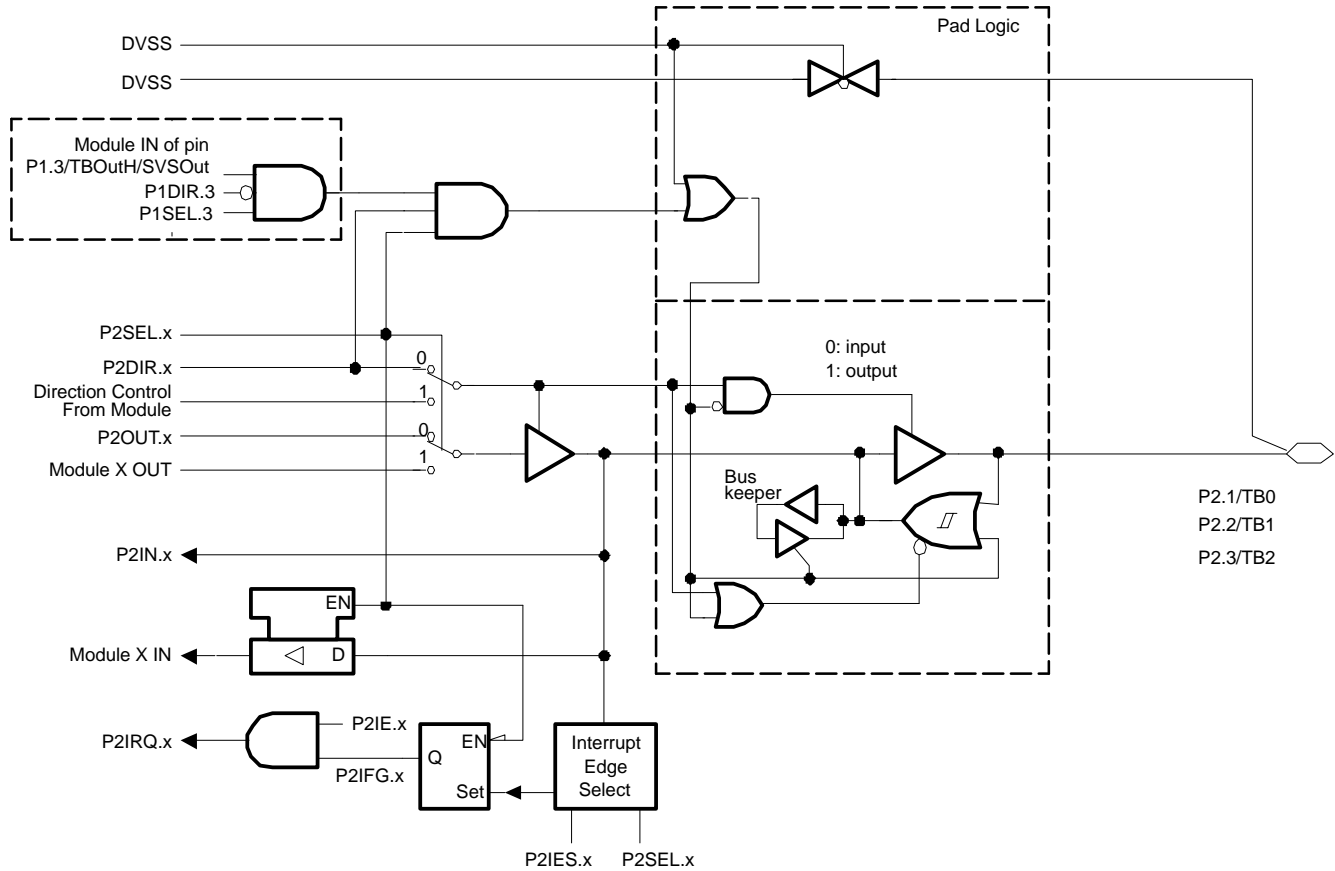 Pad Logic
DVSS
DVSS
Module IN of pin
P1.3/TBOutH/SVSOut
P1DIR.3
P1SEL.3
P2SEL.x
P2DIR.x
0
Direction Control
From Module
1
P2OUT.x
0
Module X OUT
1
0: input
1: output
Bus
keeper
P2.1/TB0
P2.2/TB1
P2.3/TB2
P2IN.x
EN
Module X IN
D
P2IRQ.x
P2IE.x
P2IFG.x
EN
Q
Set
Interrupt
Edge
Select
P2IES.x
P2SEL.x